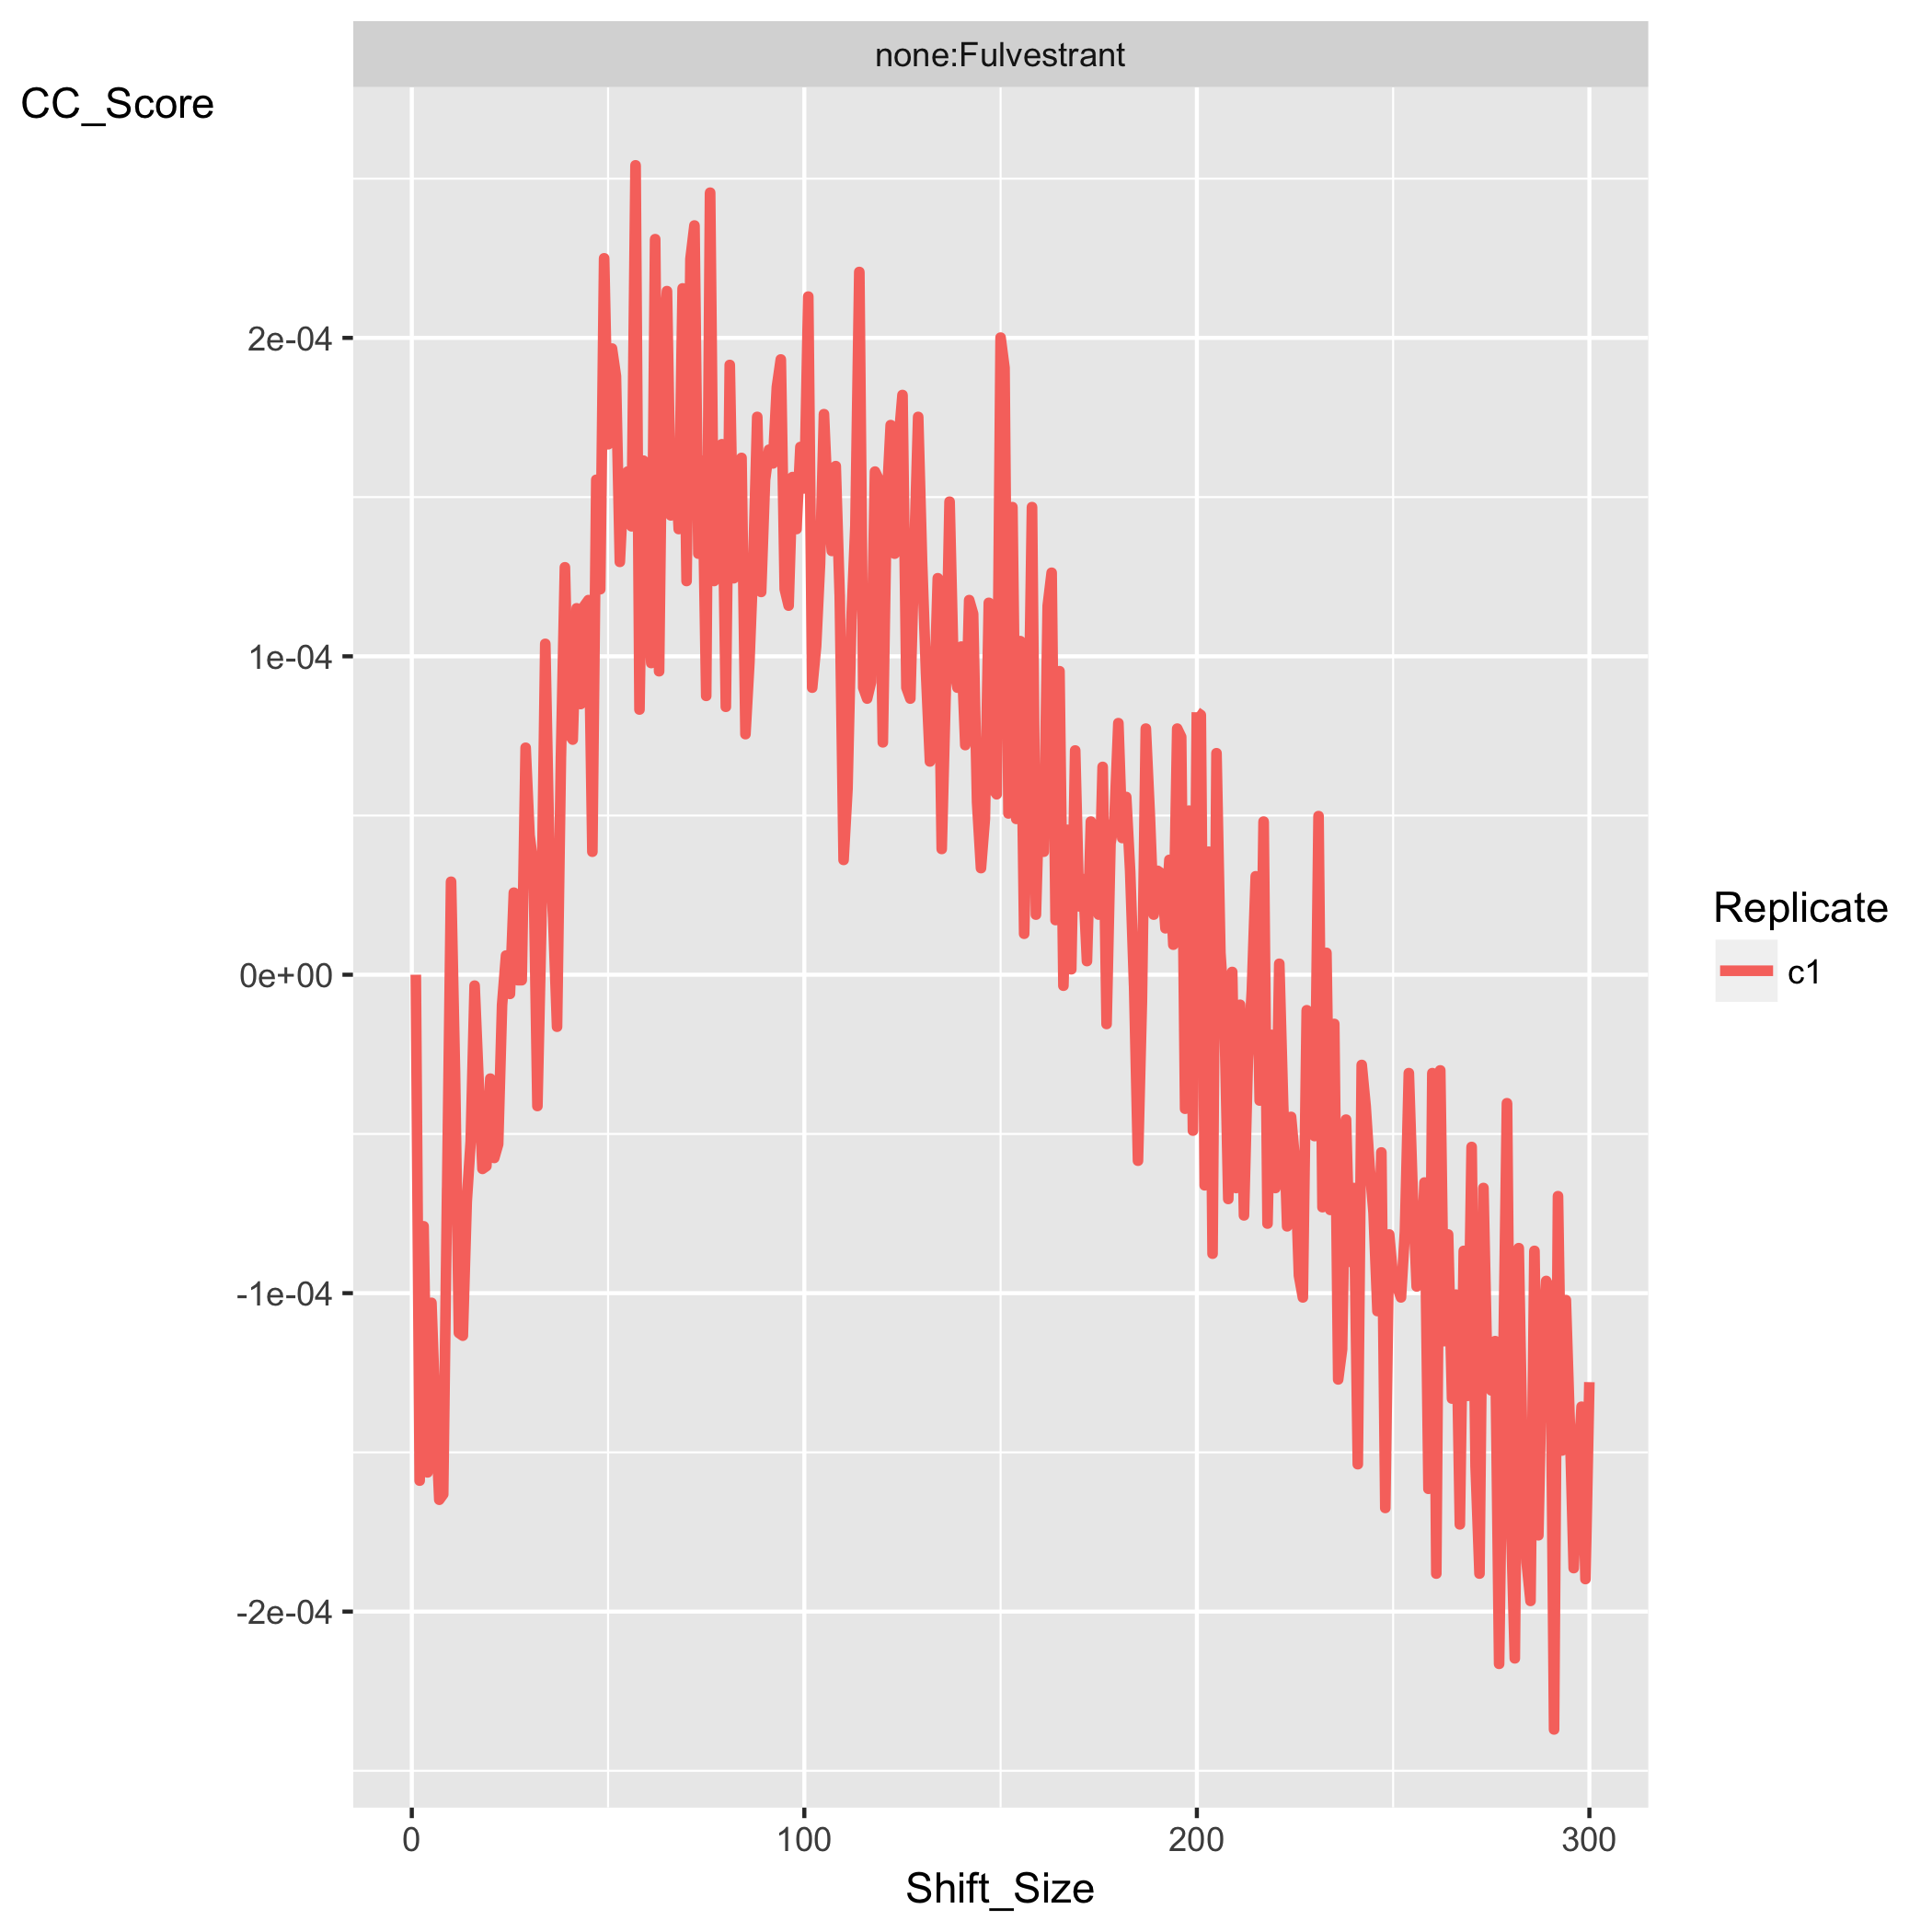 none:Fulvestrant
CC_Score
2e-04
1e-04
0e+00
-1e-04
-2e-04
0
100
200
300
Shift_Size
Replicate
c1